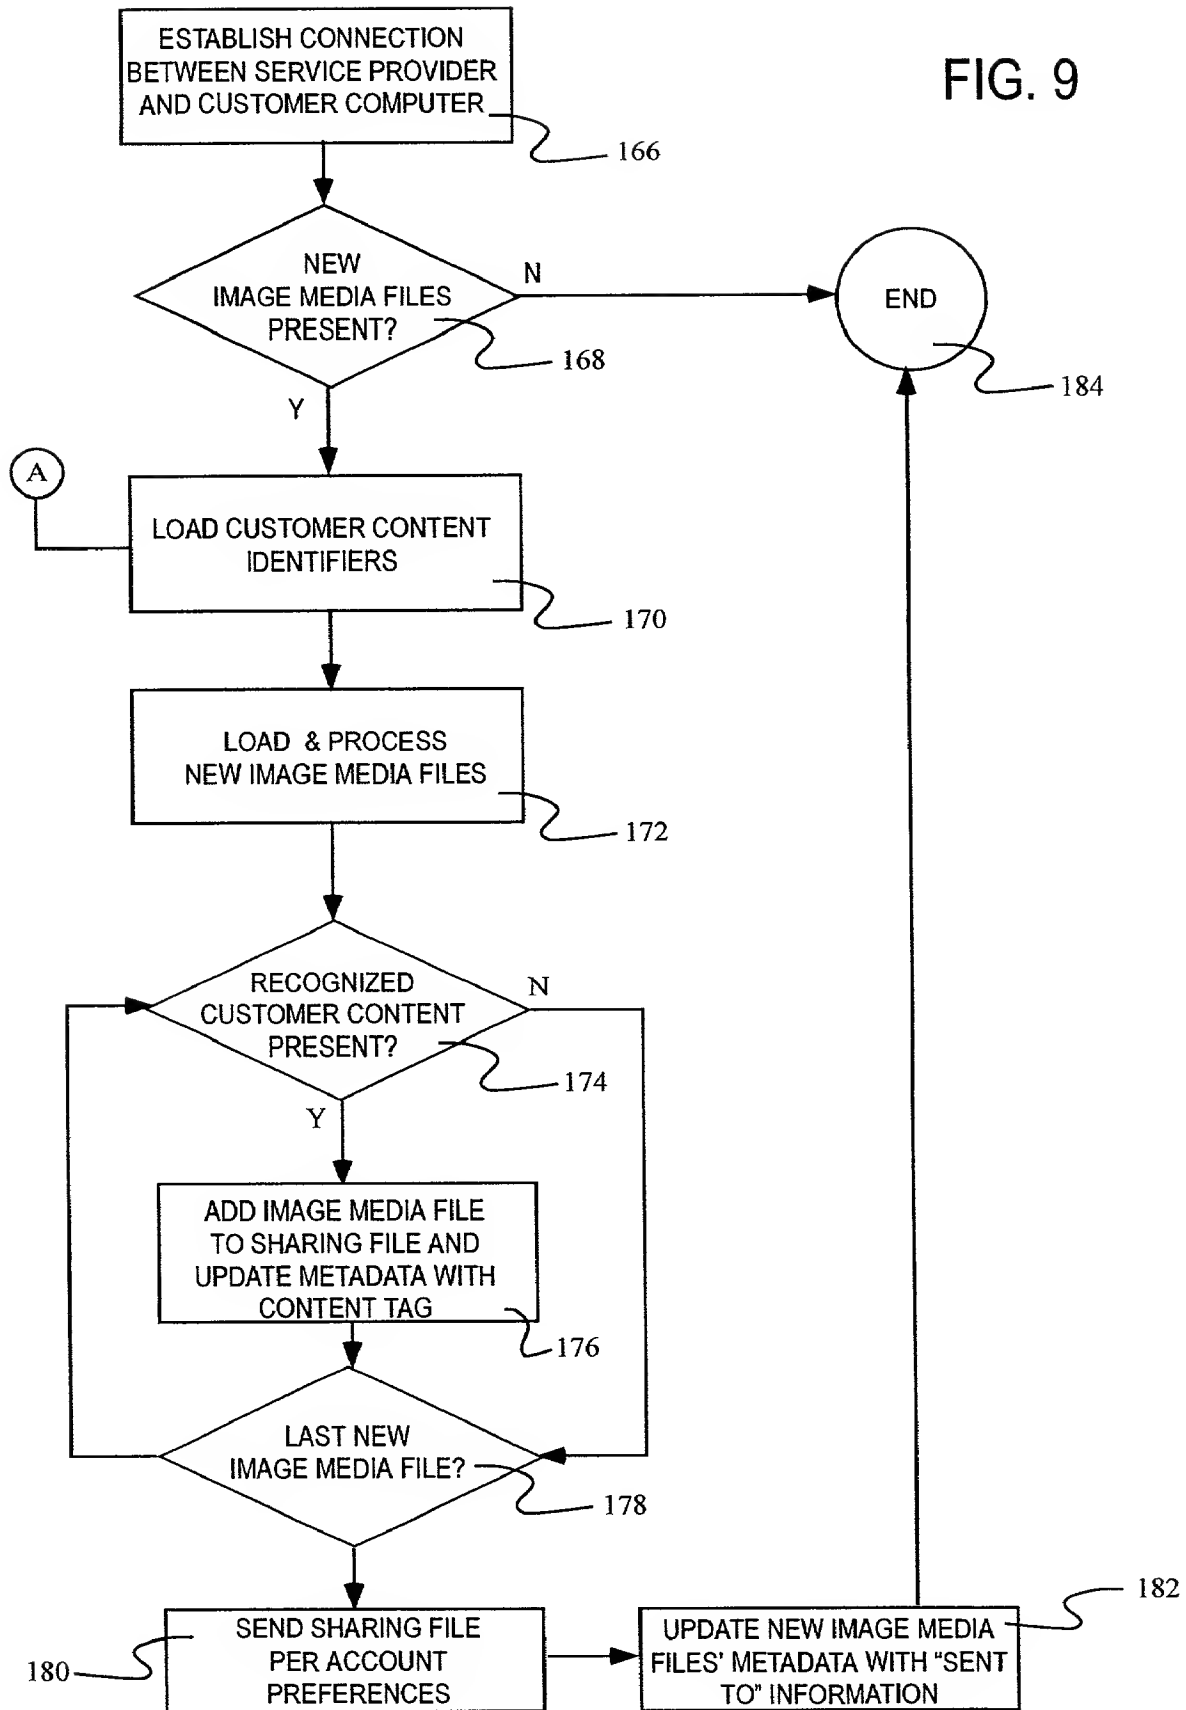 ESTABLISH CONNECTION
BETWEEN SERVICE PROVIDER
AND CUSTOMER COMPUTER
166
FIG. 9
NEW
IMAGE MEDIA FILES
PRESENT?
168
N
END
184
Y
A
LOAD CUSTOMER CONTENT
IDENTIFIERS
170
LOAD & PROCESS
NEW IMAGE MEDIA FILES
172
RECOGNIZED
CUSTOMER CONTENT
PRESENT?
174
N
Y
ADD IMAGE MEDIA FILE
TO SHARING FILE AND
UPDATE METADATA WITH
CONTENT TAG
176
LAST NEW
IMAGE MEDIA FILE?
178
SEND SHARING FILE
PER ACCOUNT
PREFERENCES
180
UPDATE NEW IMAGE MEDIA
FILES' METADATA WITH "SENT
TO" INFORMATION
182